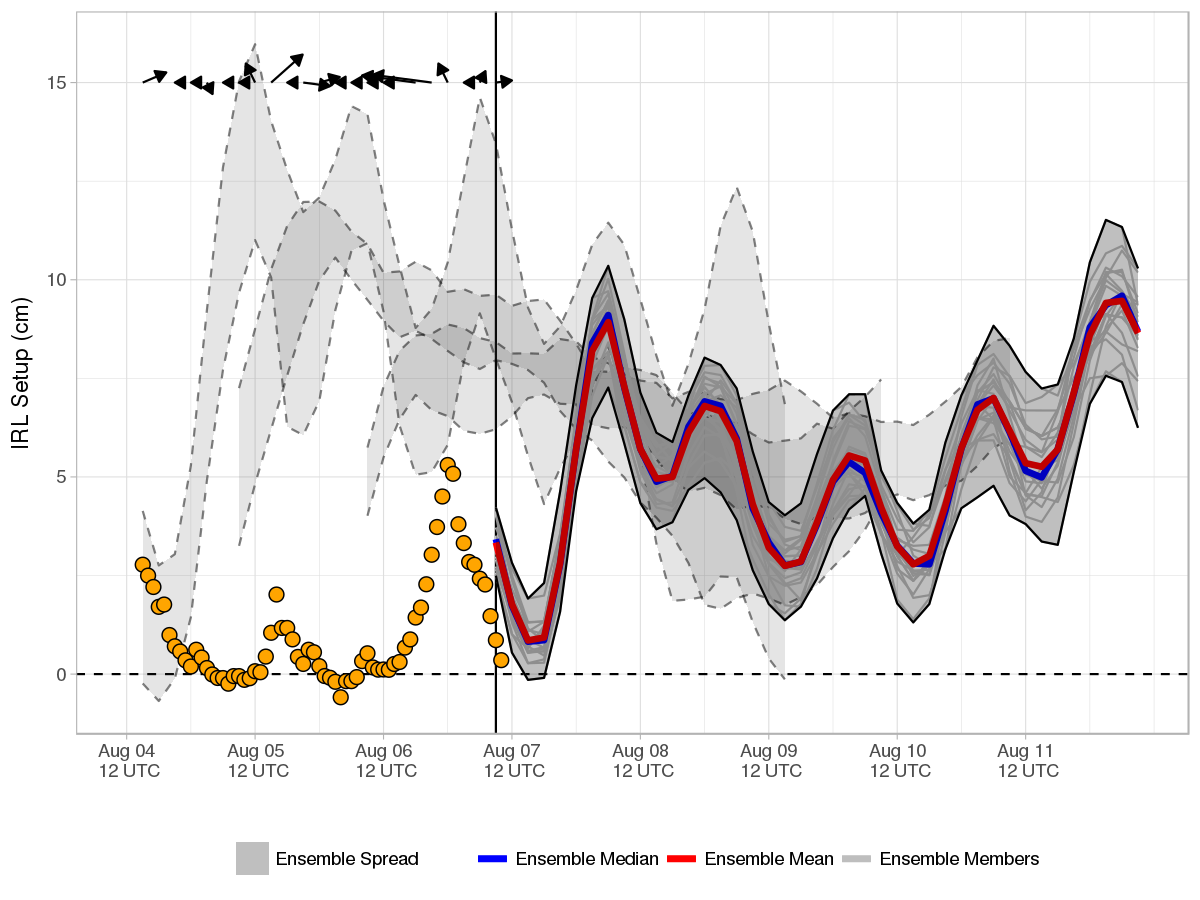 IRL Setup (cm)
15
10
5
0
Aug 04 Aug 05 Aug 06 Aug 07 Aug 08 Aug 09 Aug 10 Aug 11
12 UTC 12 UTC 12 UTC 12 UTC 12 UTC 12 UTC 12 UTC 12 UTC
Ensemble Spread Ensemble Median Ensemble Mean Ensemble Members